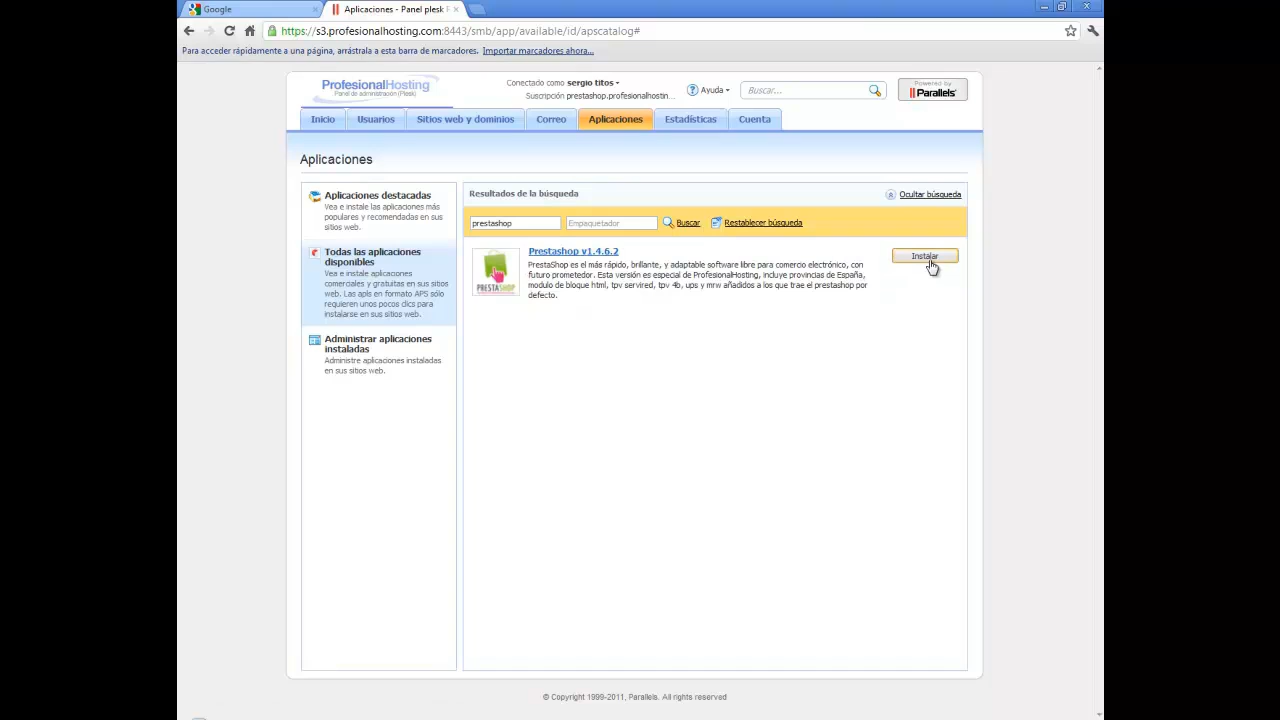 Google
Aplicaciones - Panel plesk
https://s3.profesionalhosting.com:8443/smb/app/available/id/apscatalog#
Para acceder rápidamente a una página, arrástrala a esta barra de marcadores. Importar marcadores ahora...
ProfesionalHosting
Panel de administración (Plesk)
Conectado como sergio titos
Suscripción prestashop.profesionalhostin...
Ayuda
Buscar...
Powered by
Parallels
Inicio
Usuarios
Sitios web y dominios
Correo
Aplicaciones
Estadísticas
Cuenta
Aplicaciones
Aplicaciones destacadas
Vea e instale las aplicaciones más
populares y recomendadas en sus
sitios web.
Todas las aplicaciones
disponibles
Vea e instale aplicaciones
comerciales y gratuitas en sus sitios
web. Las apls en formato APS sólo
requieren unos pocos clics para
instalarse en sus sitios web.
Administrar aplicaciones
instaladas
Administre aplicaciones instaladas
en sus sitios web.
Resultados de la búsqueda
Ocultar búsqueda
prestashop
Empaquetador
Buscar
Restablecer búsqueda
PRESTASHOP
Prestashop v1.4.6.2
PrestaShop es el más rápido, brillante, y adaptable software libre para comercio electrónico, con
futuro prometedor. Esta versión es especial de ProfesionalHosting, incluye provincias de España,
modulo de bloque html, tpv servired, tpv 4b, ups y mrw añadidos a los que trae el prestashop por
defecto.
Instalar
© Copyright 1999-2011, Parallels. All rights reserved